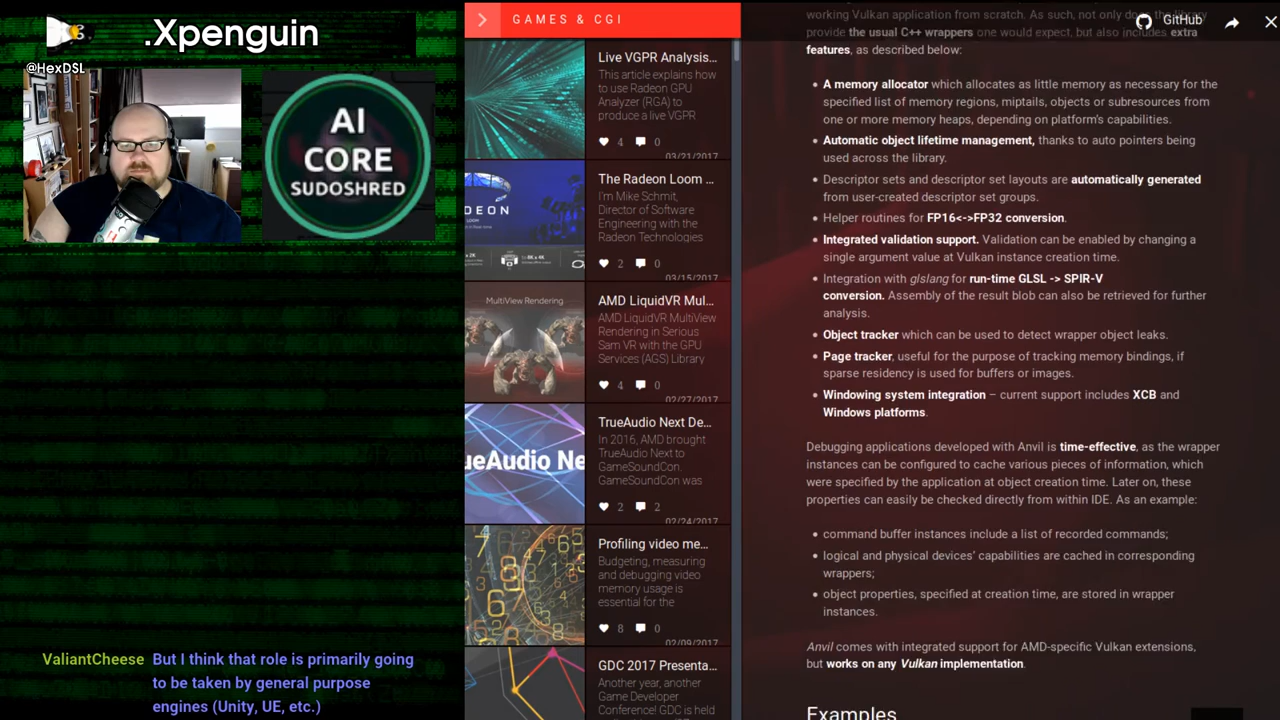 .Xpenguin
@HexDSL
AI
CORE
SUDOSHRED
ValiantCheese But I think that role is primarily going
to be taken by general purpose
engines (Unity, UE, etc.)
GAMES & CGI
Live VGPR Analysis...
This article explains how
to use Radeon GPU
Analyzer (RGA) to
produce a live VGPR
4 0
03/21/2017
The Radeon Loom ...
I'm Mike Schmit,
Director of Software
Engineering with the
Radeon Technologies
2 0
03/15/2017
MultiView Rendering
AMD LiquidVR Mul...
AMD LiquidVR MultiView
Rendering in Serious
Sam VR with the GPU
Services (AGS) Library
4 0
02/27/2017
ueAudio Ne
TrueAudio Next De...
In 2016, AMD brought
TrueAudio Next to
GameSoundCon.
GameSoundCon was
2 2
02/24/2017
Profiling video me...
Budgeting, measuring
and debugging video
memory usage is
essential for the
8 0
02/09/2017
GDC 2017 Presenta...
Another year, another
Game Developer
Conference! GDC is held
GitHub
working Vulkan application from scratch. As such, not only does the library
provide the usual C++ wrappers one would expect, but also includes extra
features, as described below:
• A memory allocator which allocates as little memory as necessary for the
specified list of memory regions, miptails, objects or subresources from
one or more memory heaps, depending on platform's capabilities.
• Automatic object lifetime management, thanks to auto pointers being
used across the library.
• Descriptor sets and descriptor set layouts are automatically generated
from user-created descriptor set groups.
• Helper routines for FP16<->FP32 conversion.
• Integrated validation support. Validation can be enabled by changing a
single argument value at Vulkan instance creation time.
• Integration with glslang for run-time GLSL -> SPIR-V
conversion. Assembly of the result blob can also be retrieved for further
analysis.
• Object tracker which can be used to detect wrapper object leaks.
• Page tracker, useful for the purpose of tracking memory bindings, if
sparse residency is used for buffers or images.
• Windowing system integration – current support includes XCB and
Windows platforms.
Debugging applications developed with Anvil is time-effective, as the wrapper
instances can be configured to cache various pieces of information, which
were specified by the application at object creation time. Later on, these
properties can easily be checked directly from within IDE. As an example:
• command buffer instances include a list of recorded commands;
• logical and physical devices' capabilities are cached in corresponding
wrappers;
• object properties, specified at creation time, are stored in wrapper
instances.
Anvil comes with integrated support for AMD-specific Vulkan extensions,
but works on any Vulkan implementation.
Examples